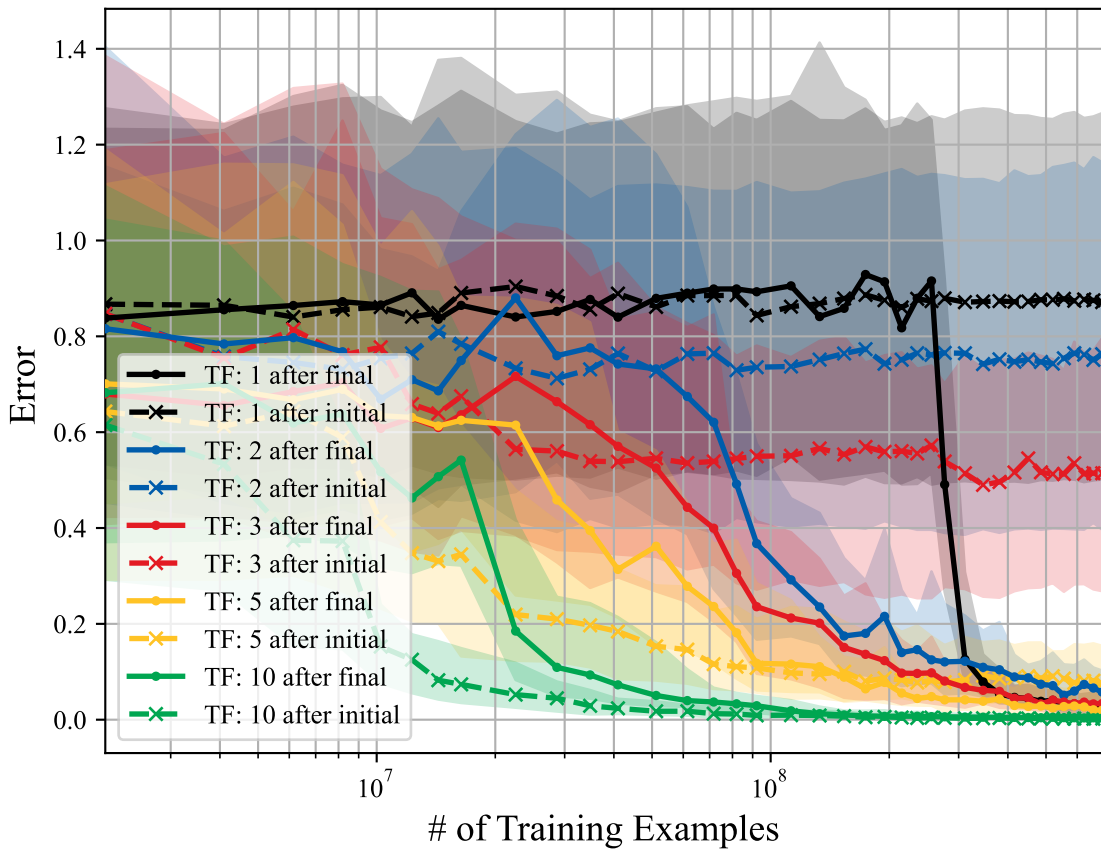 1.4
1.2
1.0
0.8
0.6
0.4
0.2
0.0
Error
TF: 1 after final
TF: 1 after initial
TF: 2 after final
TF: 2 after initial
TF: 3 after final
TF: 3 after initial
TF: 5 after final
TF: 5 after initial
TF: 10 after final
TF: 10 after initial
10⁷ 10⁸
# of Training Examples